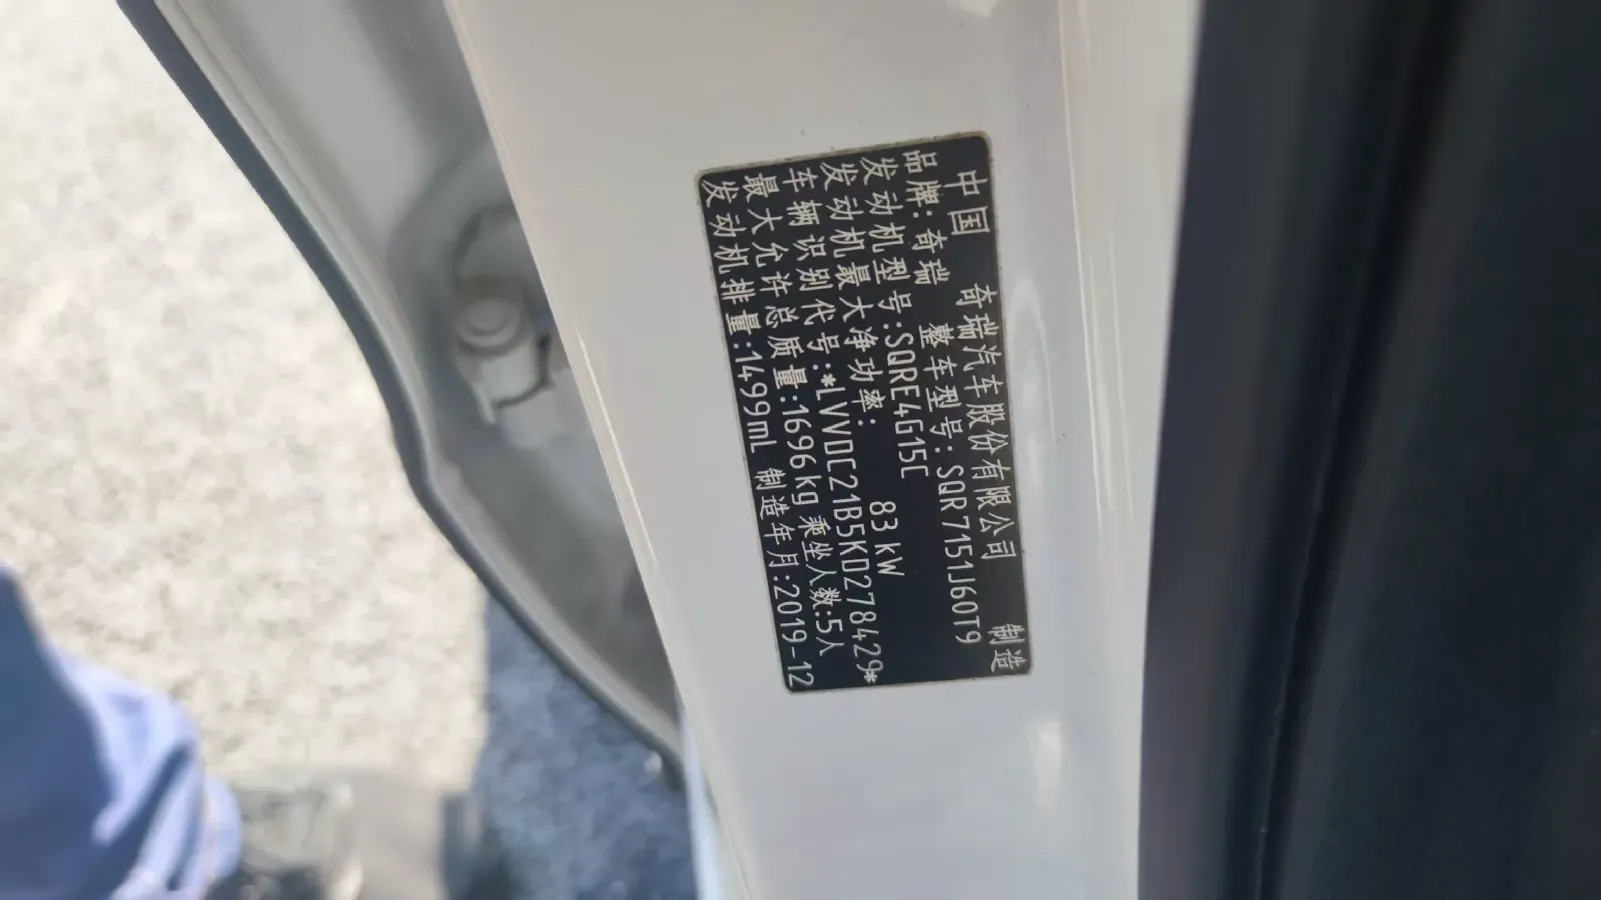 中国 奇瑞汽车股份有限公司 制造
品牌:奇瑞 整车型号:SQR7151J60T9
发动机型号:SQRE4G15C
发动机最大净功率: 83kW
车辆识别代号:*LVVDC21B5KD278429*
最大允许总质量:1696kg 乘坐人数:5人
发动机排量:1499mL 制造年月:2019-12